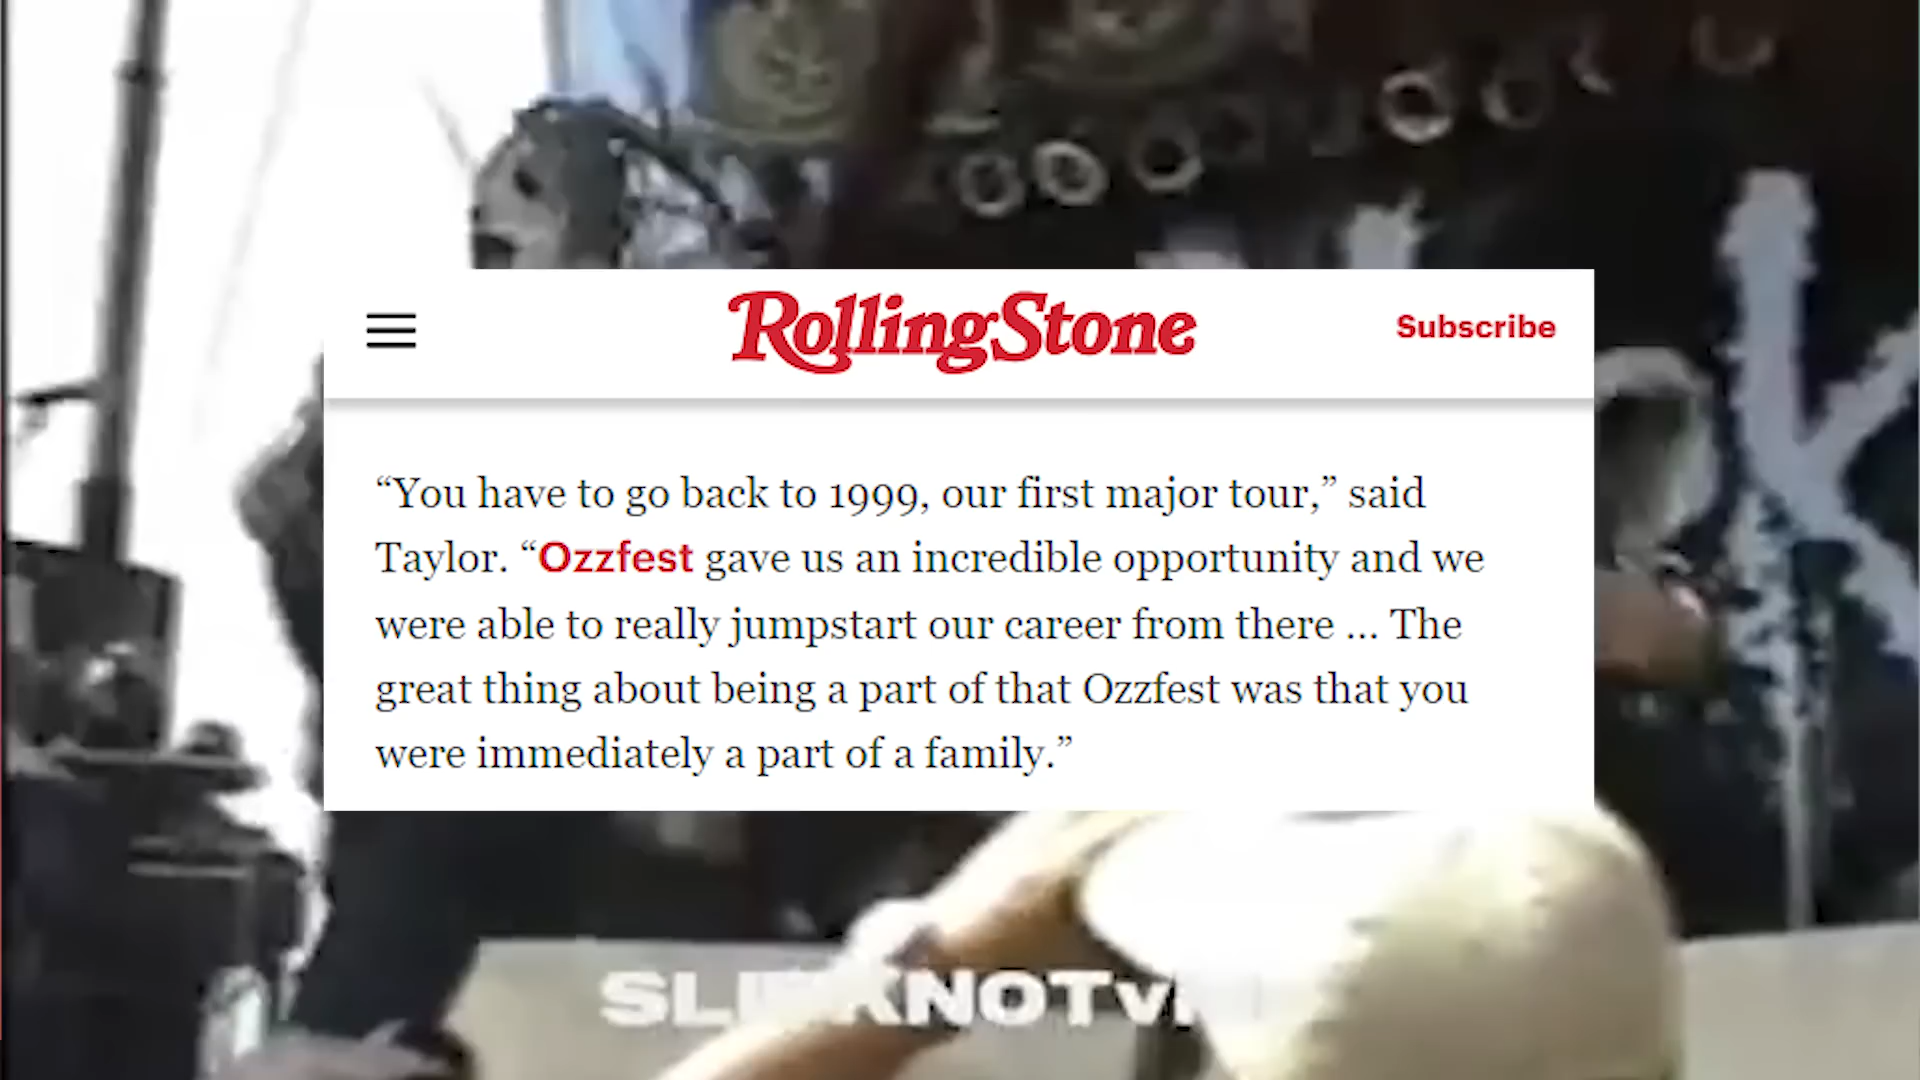 RollingStone
Subscribe
“You have to go back to 1999, our first major tour,” said
Taylor. “Ozzfest gave us an incredible opportunity and we
were able to really jumpstart our career from there ... The
great thing about being a part of that Ozzfest was that you
were immediately a part of a family.”